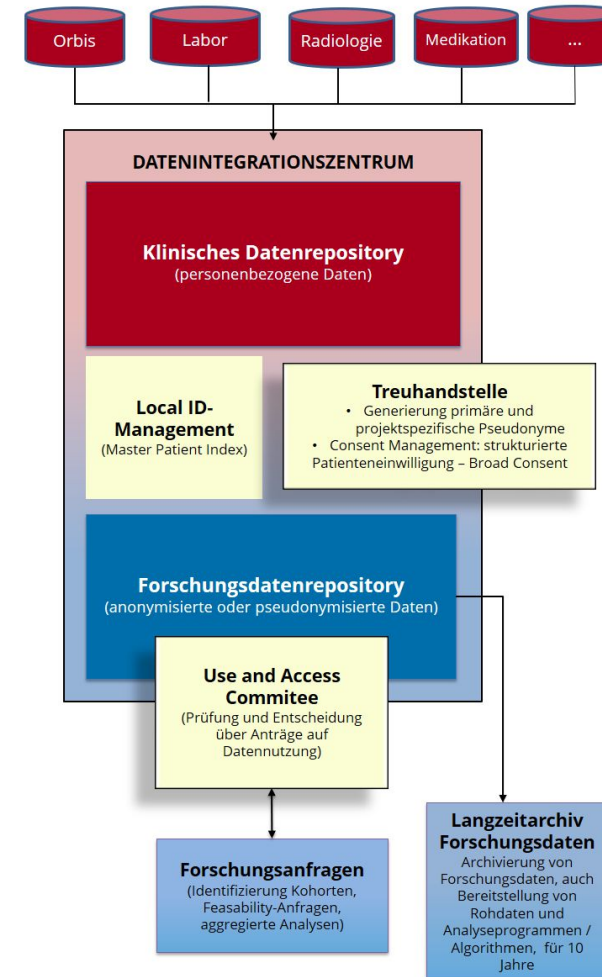 Orbis
Labor
Radiologie
Medikation
...
DATENINTEGRATIONSZENTRUM
Klinisches Datenrepository
(personenbezogene Daten)
Local ID-
Management
(Master Patient Index)
Treuhandstelle
• Generierung primäre und
projektspezifische Pseudonyme
• Consent Management: strukturierte
Patienteneinwilligung – Broad Consent
Forschungsdatenrepository
(anonymisierte oder pseudonymisierte Daten)
Use and Access
Commitee
(Prüfung und Entscheidung
über Anträge auf
Datennutzung)
Forschungsanfragen
(Identifizierung Kohorten,
Feasability-Anfragen,
aggregierte Analysen)
Langzeitarchiv
Forschungsdaten
Archivierung von
Forschungsdaten, auch
Bereitstellung von
Rohdaten und
Analyseprogrammen /
Algorithmen, für 10
Jahre